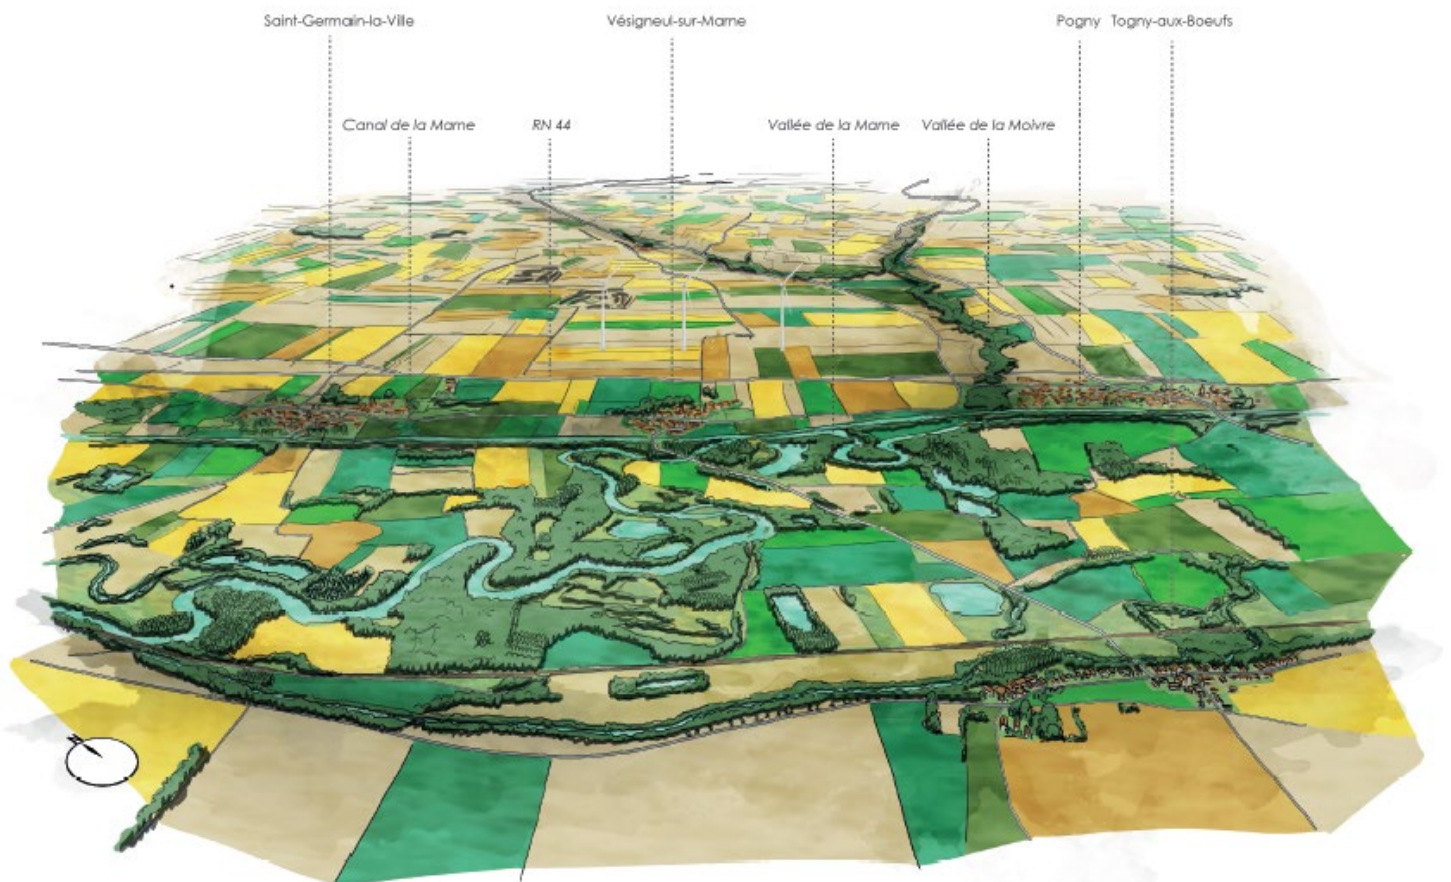 Saint-Germain-la-Ville
Vésigneul-sur-Marne
Pogny
Togny-aux-Boeufs
Canal de la Marne
RN 44
Vallée de la Marne
Vallée de la Moivre
N